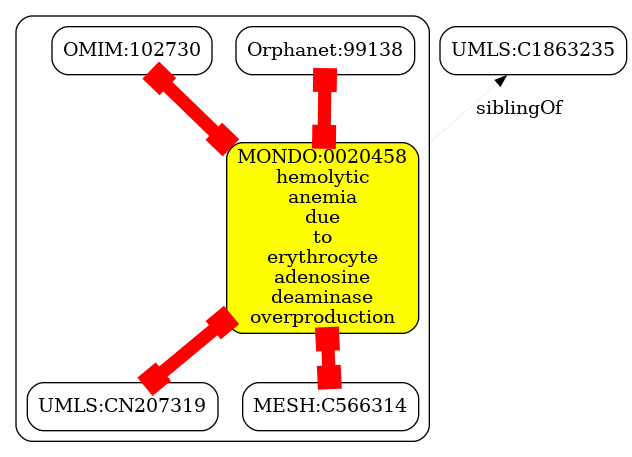 OMIM:102730
Orphanet:99138
UMLS:C1863235
siblingOf
MONDO:0020458
hemolytic
anemia
due
to
erythrocyte
adenosine
deaminase
overproduction
UMLS:CN207319
MESH:C566314